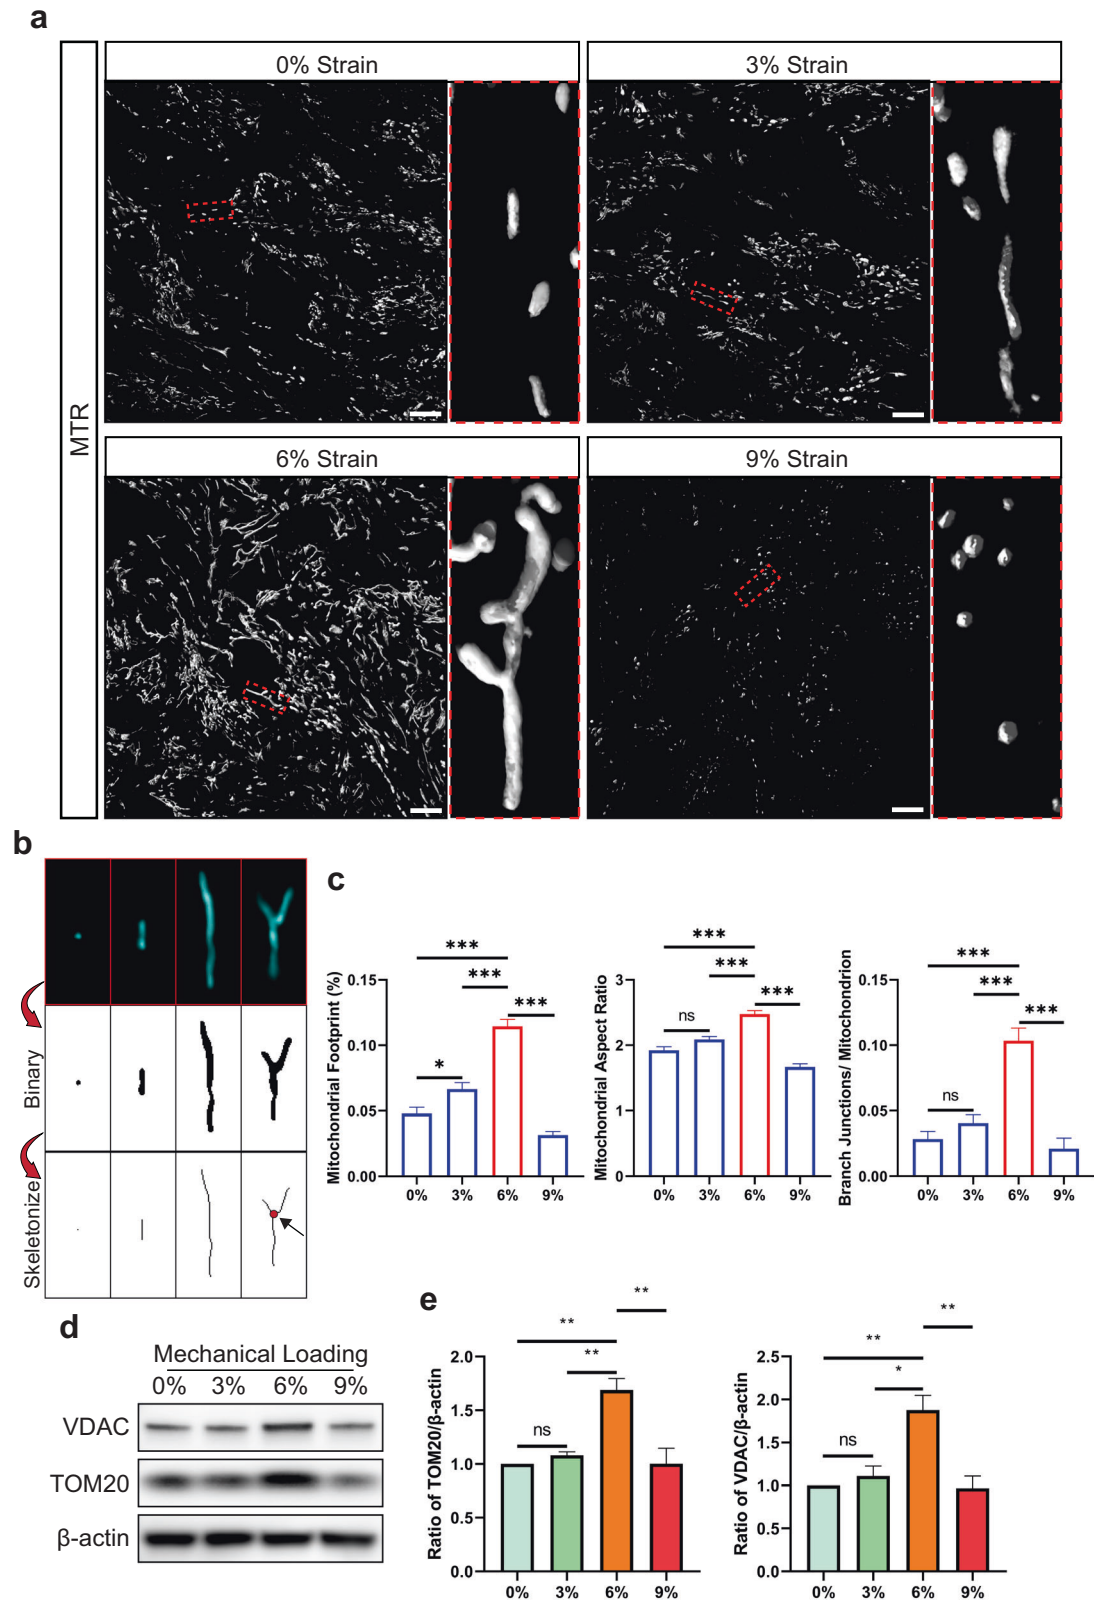 a
0% Strain
3% Strain
MTR
6% Strain
9% Strain
b
Binary
Skeletonize
c
Mitochondrial Footprint (%)
0.15
0.10
0.05
0.00
***
***
***
*
0% 3% 6% 9%
Mitochondrial Aspect Ratio
3
2
1
0
***
***
***
ns
0% 3% 6% 9%
Branch Junctions/ Mitochondrion
0.15
0.10
0.05
0.00
***
***
***
ns
0% 3% 6% 9%
d
Mechanical Loading
0% 3% 6% 9%
VDAC
TOM20
β-actin
e
Ratio of TOM20/β-actin
2.0
1.5
1.0
0.5
0.0
**
**
**
ns
0% 3% 6% 9%
Ratio of VDAC/β-actin
2.5
2.0
1.5
1.0
0.5
0.0
**
**
*
ns
0% 3% 6% 9%